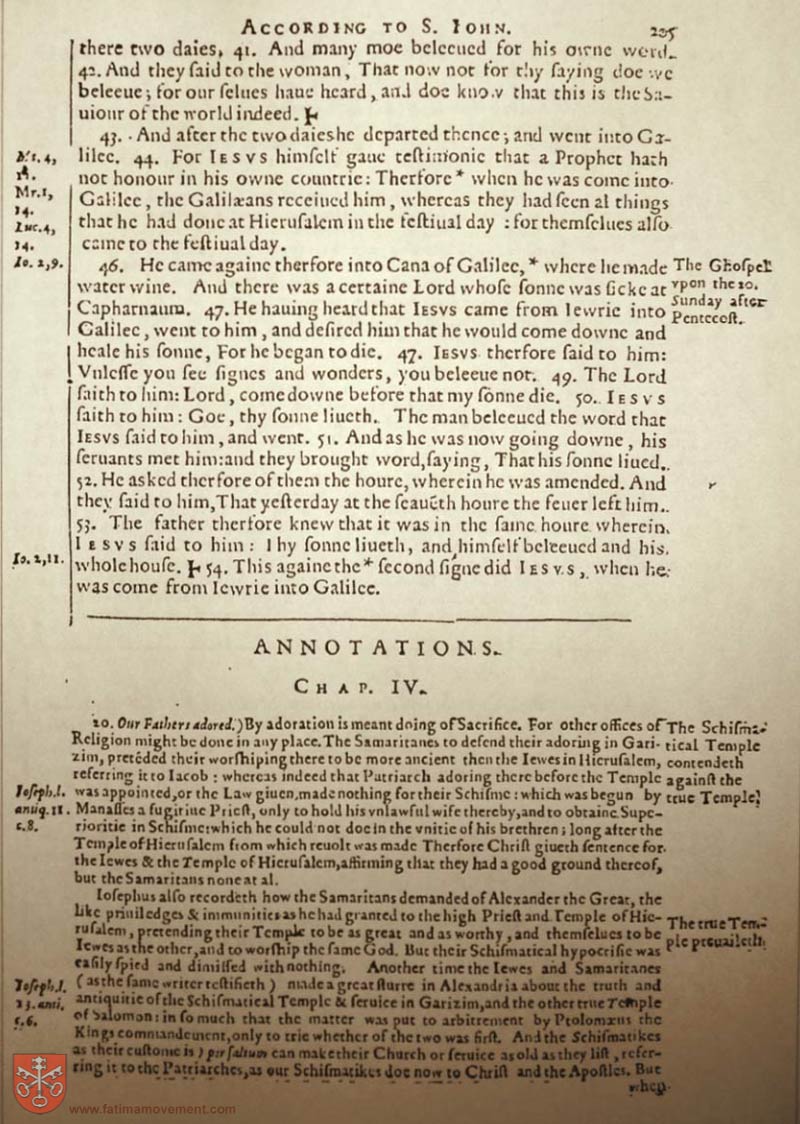 ACCORDING TO S. IOHN. 225
there two daies, 41. And many moe beleeued for his owne word.
42. And they ſaid to the woman, That now not for thy ſaying doe we
beleeue; for our ſelues haue heard, and doe know that this is the Sa-
uiour of the world indeed.
43. And after the two daies he departed thence; and went into Ga-
lilee. 44. For IESVS himſelf gaue teſtimonie that a Prophet hath
not honour in his owne countrie: Therfore * when he was come into
Galilee, the Galilæans receiued him, whereas they had ſeen al things
that he had done at Hieruſalem in the feſtiual day : for themſelues alſo
came to the feſtiual day.
Mt. 4,
Mr. 1,
14.
Luc. 4,
14.
Io. 2, 9.
46. He came againe therfore into Cana of Galilee, * where he made
water wine. And there was a certaine Lord whoſe ſonne was ſicke at
Capharnaum. 47. He hauing heard that IESVS came from Iewrie into
Galilee, went to him, and deſired him that he would come downe and
heale his ſonne, For he began to die. 47. IESVS therfore ſaid to him:
Vnleſſe you ſee ſignes and wonders, you beleeue not. 49. The Lord
ſaith to him: Lord, come downe before that my ſonne die. 50. IESVS
ſaith to him : Goe, thy ſonne liueth. The man beleeued the word that
IESVS ſaid to him, and went. 51. And as he was now going downe, his
ſeruants met him: and they brought word, ſaying, That his ſonne liued.
52. He asked therfore of them the houre, wherein he was amended. And
they ſaid to him, That yeſterday at the ſeauēth houre the feuer left him.
53. The father therfore knew that it was in the ſame houre wherein
IESVS ſaid to him : Thy ſonne liueth, and himſelf beleeued and his
whole houſe. 54. This againe the * ſecond ſigne did IESVS, when he
was come from Iewrie into Galilee.
The Ghoſpel
vpon the 20.
Sunday after
Pentecoſt.
Io. 2, 11.
ANNOTATIONS.
CHAP. IV.
20. Our Fathers adored.) By adoration is meant doing of Sacrifice. For other offices of
Religion might be done in any place. The Samaritanes to defend their adoring in Gari-
zim, pretēded their worſhiping there to be more ancient then the Iewes in Hieruſalem,
referring it to Iacob : whereas indeed that Patriarch adoring there before the Temple
was appointed, or the Law giuen, made nothing for their Schiſme : which was begun by
Manaſſes a fugitiue Prieſt, only to hold his vnlawful wife thereby, and to obtaine Supe-
rioritie in Schiſme: which he could not doe in the vnitie of his brethren; long after the
Temple of Hieruſalem from which reuolt was made Therfore Chriſt giueth ſentence for
the Iewes & the Temple of Hieruſalem, affirming that they had a good ground thereof,
but the Samaritans none at al.
The Schiſma-
tical Temple
contendeth
againſt the
true Temple.
Ioſeph. l.
antiq. 11.
c. 8.
Ioſephus alſo recordeth how the Samaritans demanded of Alexander the Great, the
like priuiledges & immunities as he had granted to the high Prieſt and Temple of Hie-
ruſalem, pretending their Temple to be as great and as worthy, and themſelues to be
Iewes as the other, and to worſhip the ſame God. But their Schiſmatical hypocriſie was
eaſily ſpied and dimiſſed with nothing. Another time the Iewes and Samaritanes
(as the ſame writer teſtifieth) made a great ſturre in Alexandria about the truth and
antiquitie of the Schiſmatical Temple & ſeruice in Garizim, and the other true Temple
of Salomon: in ſo much that the matter was put to arbitrement by Ptolomæus the
Kings commandement, only to trie whether of the two was firſt. And the Schiſmatikes
as their cuſtome is) per ſaltum can make their Church or ſeruice as old as they liſt, refer-
ring it to the Patriarches, as our Schiſmatikes doe now to Chriſt and the Apoſtles. But
when
The true Tem-
ple preuaileth.
Ioſeph. l.
13. anti.
c. 6.
www.fatimamovement.com